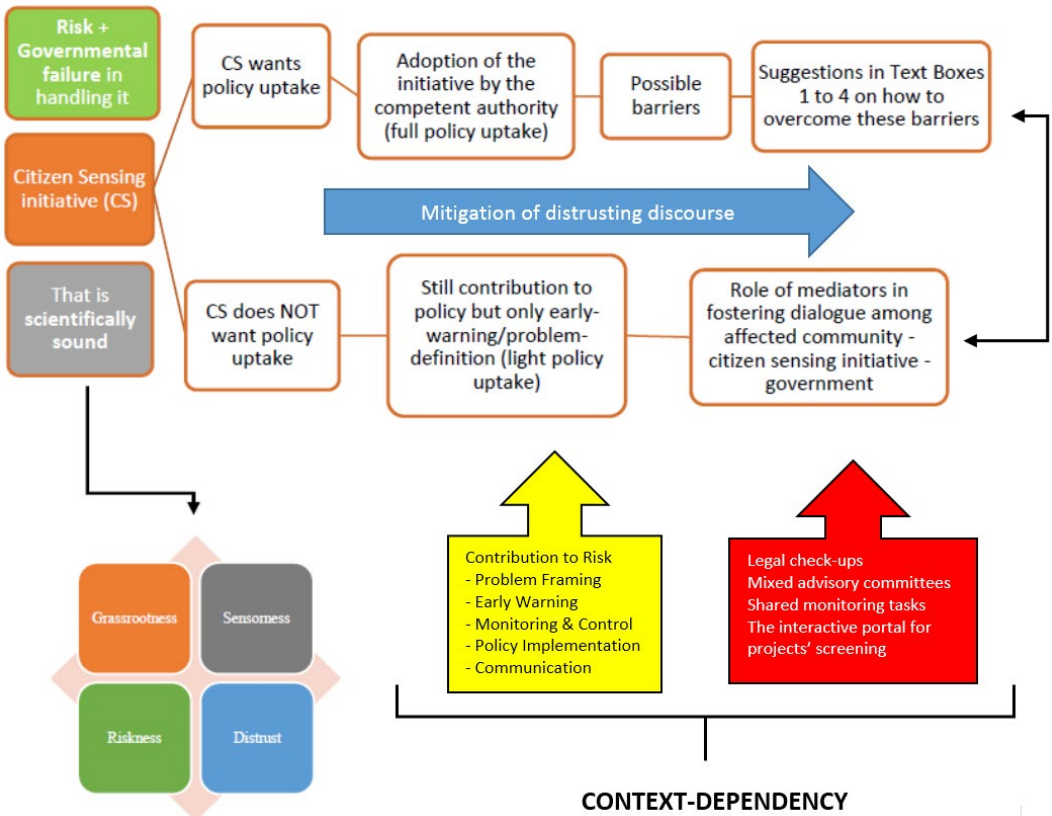 Risk +
Governmental
failure in
handling it
CS wants
policy uptake
Adoption of the
initiative by the
competent authority
(full policy uptake)
Possible
barriers
Suggestions in Text Boxes
1 to 4 on how to
overcome these barriers
Citizen Sensing
initiative (CS)
Mitigation of distrusting discourse
That is
scientifically
sound
CS does NOT
want policy
uptake
Still contribution to
policy but only early-
warning/problem-
definition (light policy
uptake)
Role of mediators in
fostering dialogue among
affected community -
citizen sensing initiative -
government
Contribution to Risk
- Problem Framing
- Early Warning
- Monitoring & Control
- Policy Implementation
- Communication
Legal check-ups
Mixed advisory committees
Shared monitoring tasks
The interactive portal for
projects’ screening
Grassrootness
Sensorness
Riskness
Distrust
CONTEXT-DEPENDENCY